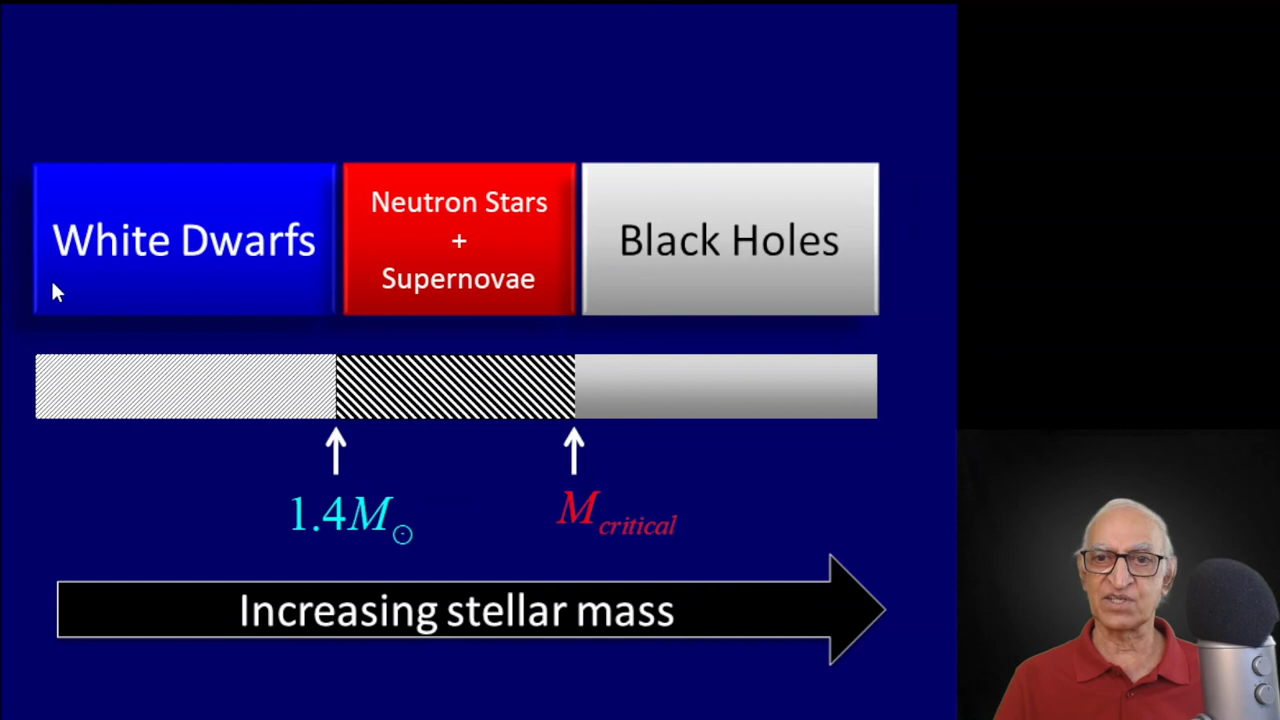 White Dwarfs
Neutron Stars
+
Supernovae
Black Holes
1.4M☉
Mcritical
Increasing stellar mass